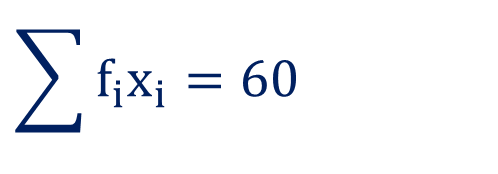 ∑ fᵢxᵢ = 60